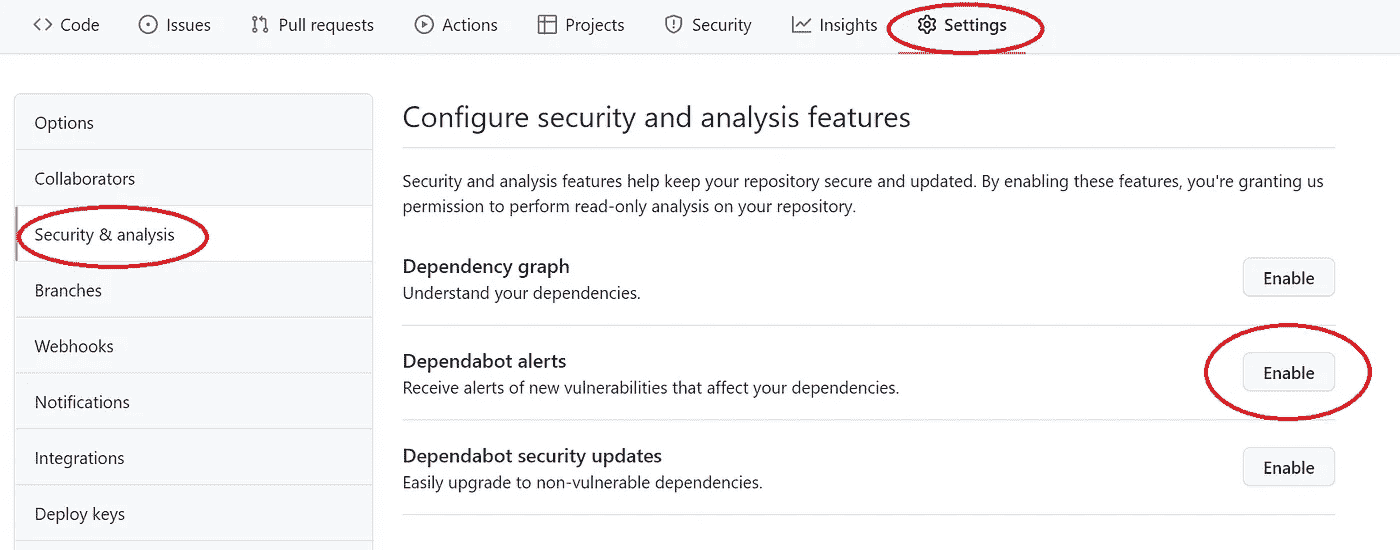 Code Issues Pull requests Actions Projects Security Insights Settings
Options
Collaborators
Security & analysis
Branches
Webhooks
Notifications
Integrations
Deploy keys
Configure security and analysis features
Security and analysis features help keep your repository secure and updated. By enabling these features, you're granting us
permission to perform read-only analysis on your repository.
Dependency graph
Understand your dependencies.
Enable
Dependabot alerts
Receive alerts of new vulnerabilities that affect your dependencies.
Enable
Dependabot security updates
Easily upgrade to non-vulnerable dependencies.
Enable